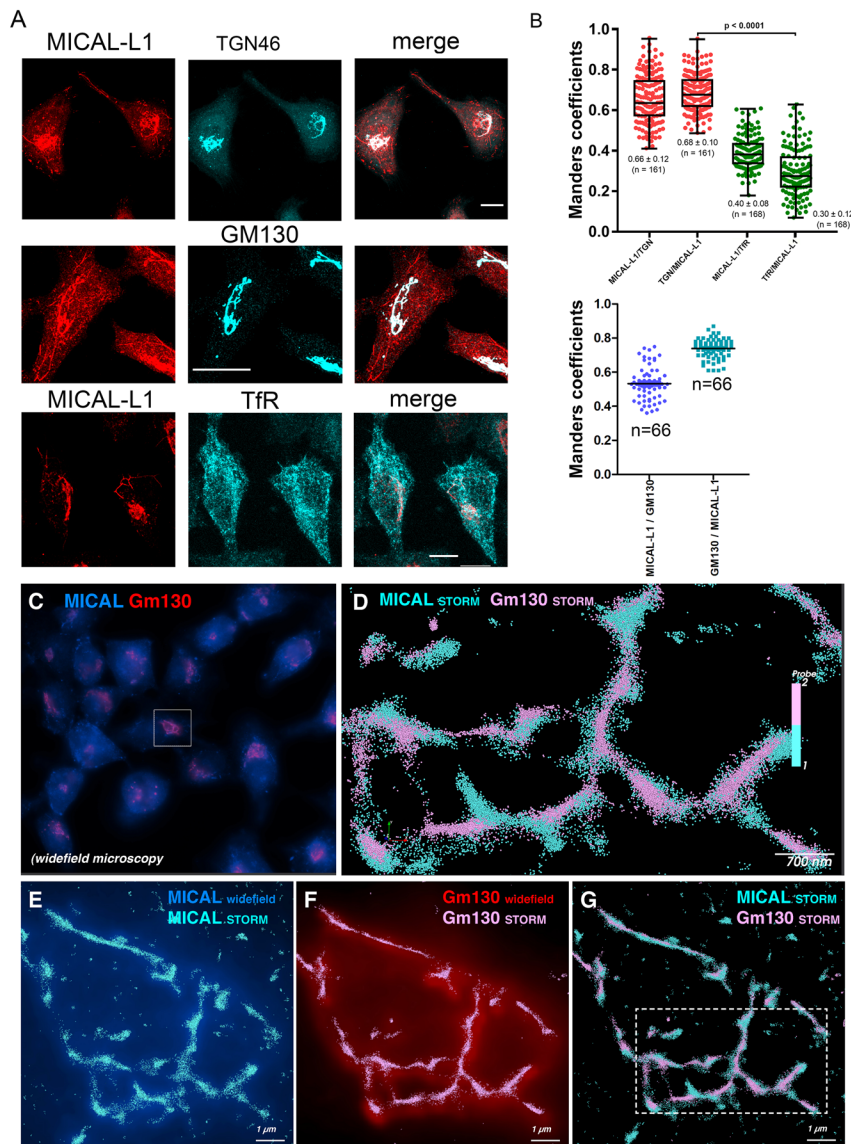 A
MICAL-L1 TGN46 merge
GM130
MICAL-L1 TfR merge
B
p < 0.0001
Manders coefficients
1.0
0.8
0.6
0.4
0.2
0.0
0.66 ± 0.12
(n = 161)
0.68 ± 0.10
(n = 161)
0.40 ± 0.08
(n = 168)
0.30 ± 0.12
(n = 168)
MICAL-L1/TGN
TGN/MICAL-L1
MICAL-L1/TfR
TfR/MICAL-L1
Manders coefficients
1.0
0.8
0.6
0.4
0.2
0.0
n=66
n=66
MICAL-L1 / GM130
GM130 / MICAL-L1
C MICAL Gm130
(widefield microscopy
D MICAL STORM Gm130 STORM
Probe
2
1
700 nm
E MICAL widefield
MICAL STORM
1 µm
F Gm130 widefield
Gm130 STORM
1 µm
G MICAL STORM
Gm130 STORM
1 µm